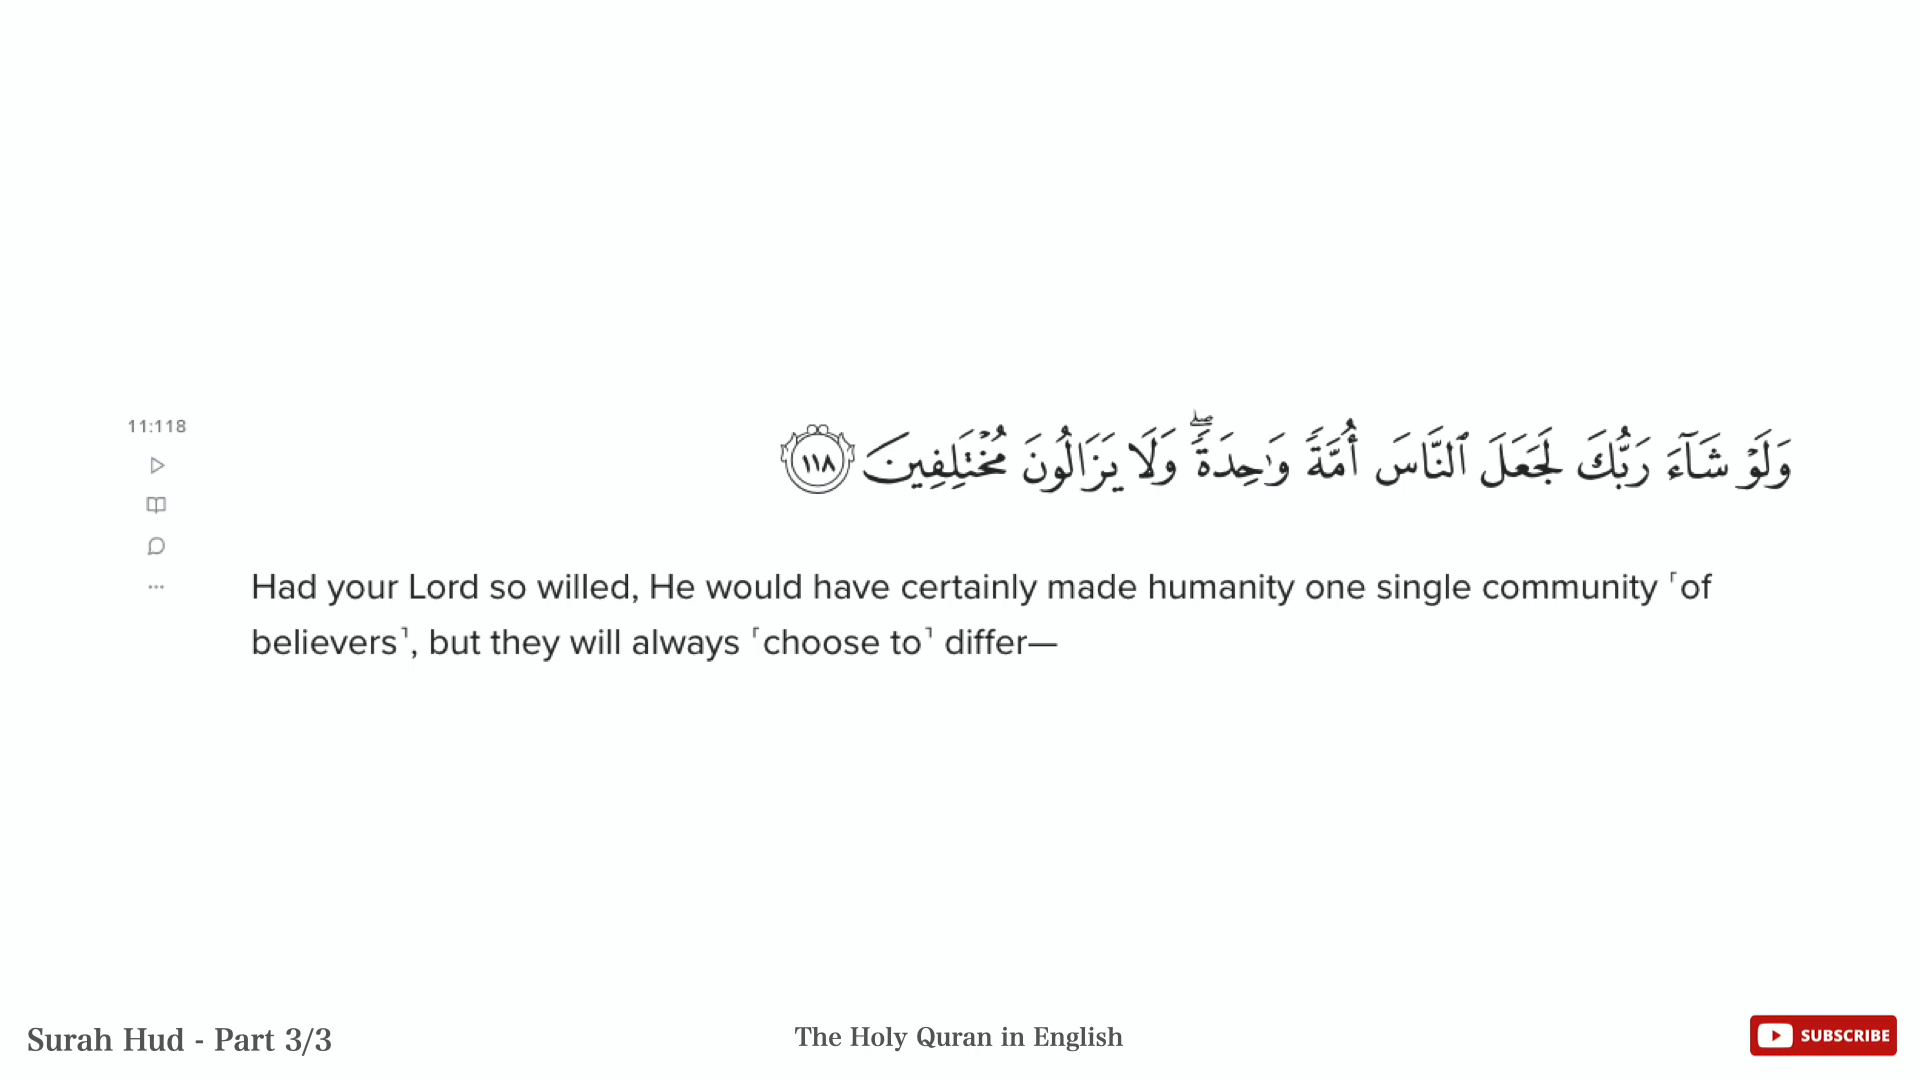 11:118
وَلَوْ شَآءَ رَبُّكَ لَجَعَلَ ٱلنَّاسَ أُمَّةً وَٰحِدَةً ۖ وَلَا يَزَالُونَ مُخْتَلِفِينَ ١١٨
Had your Lord so willed, He would have certainly made humanity one single community ˹of
believers˺, but they will always ˹choose to˺ differ—
Surah Hud - Part 3/3
The Holy Quran in English
SUBSCRIBE